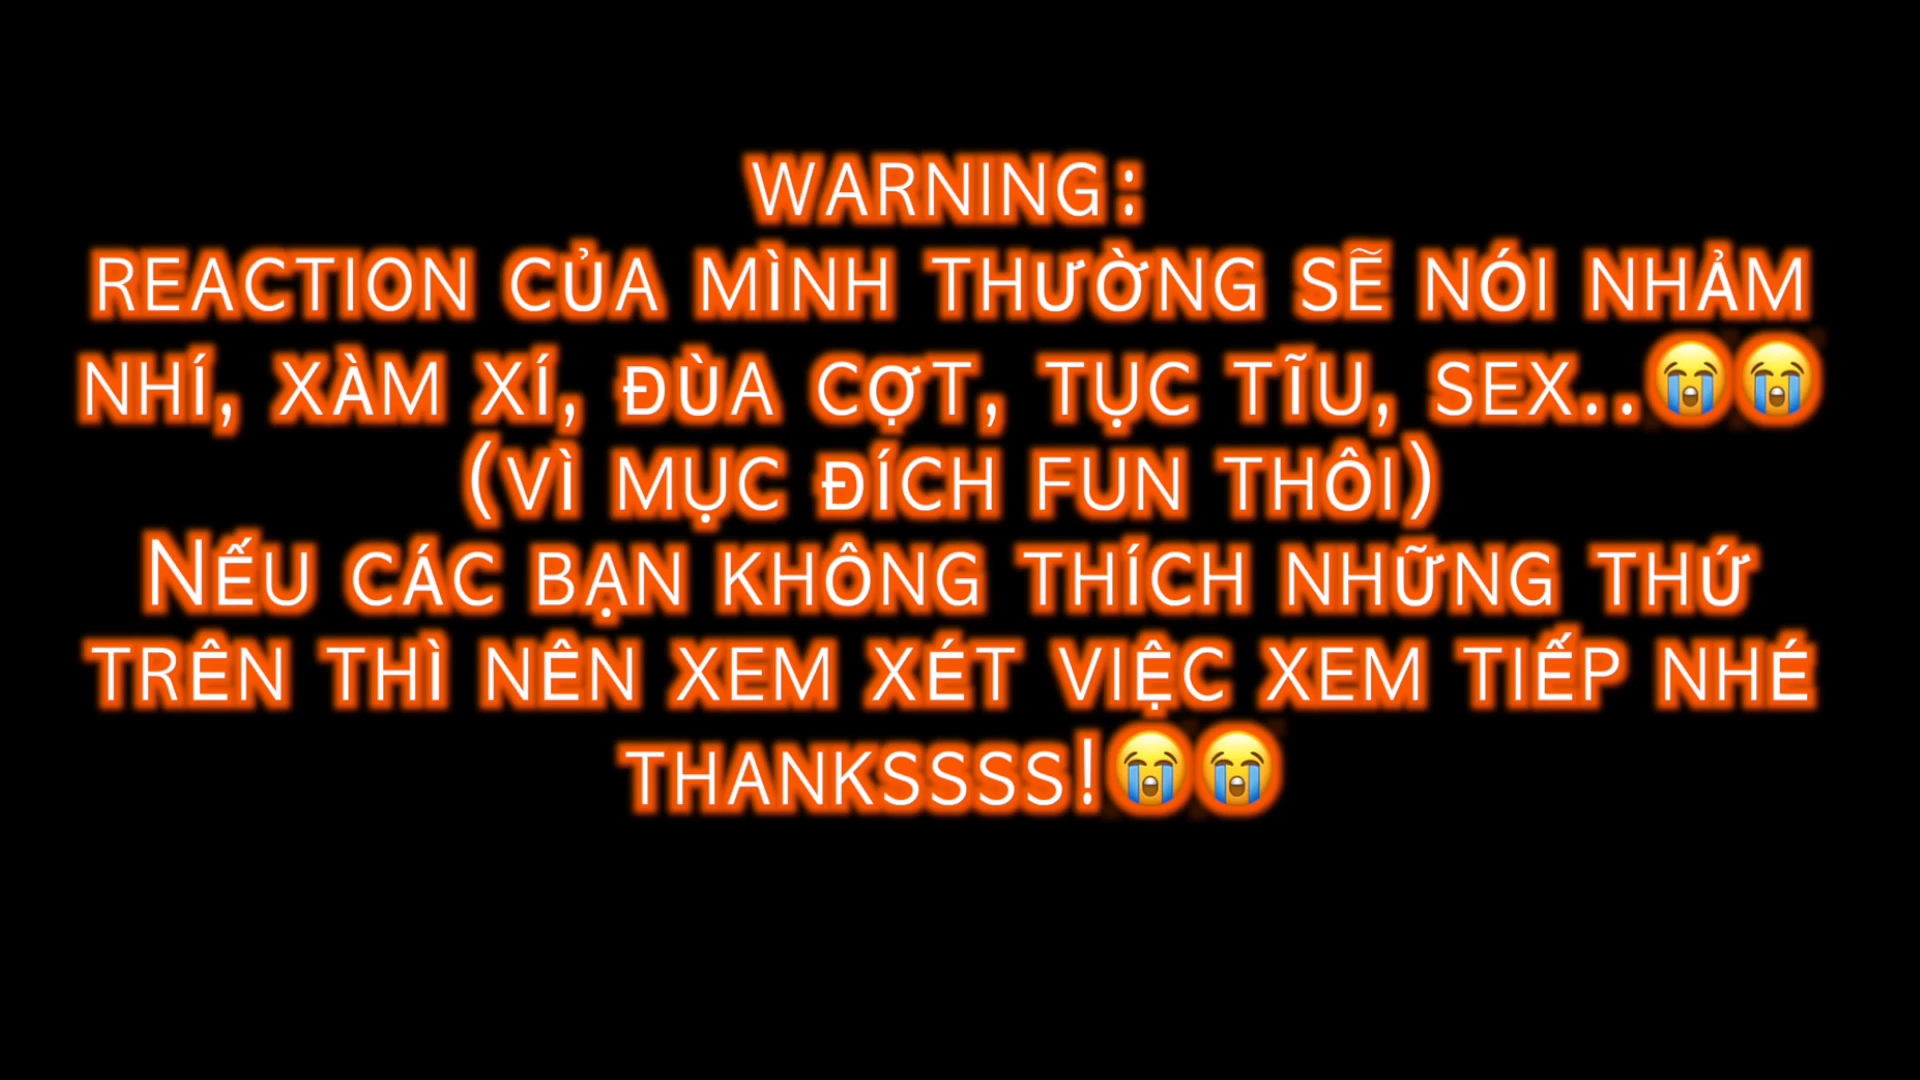 WARNING:
REACTION CỦA MÌNH THƯỜNG SẼ NÓI NHẢM
NHÍ, XÀM XÍ, ĐÙA CỢT, TỤC TĨU, SEX..😭😭
(VÌ MỤC ĐÍCH FUN THÔI)
NẾU CÁC BẠN KHÔNG THÍCH NHỮNG THỨ
TRÊN THÌ NÊN XEM XÉT VIỆC XEM TIẾP NHÉ
THANKSSSS!😭😭